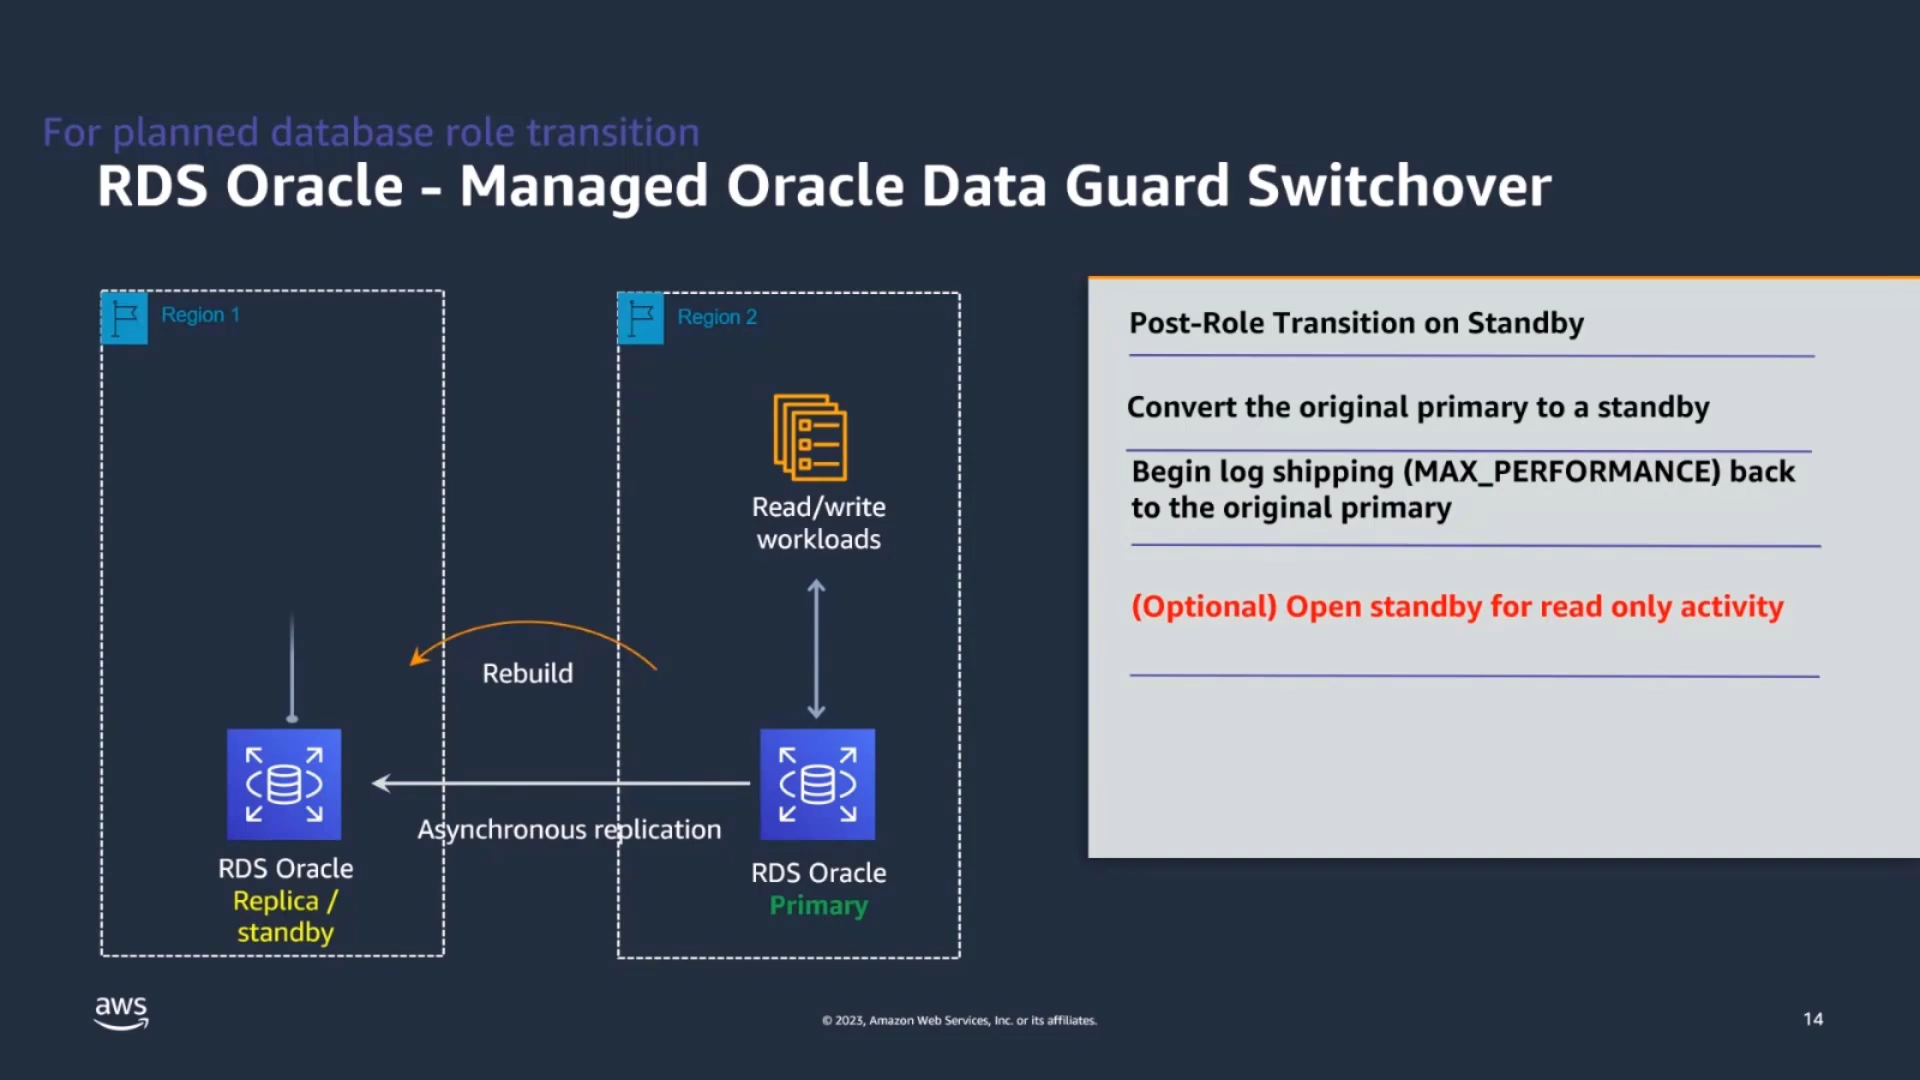 For planned database role transition
RDS Oracle - Managed Oracle Data Guard Switchover
Region 1
Region 2
Read/write
workloads
Rebuild
Asynchronous replication
RDS Oracle
Replica /
standby
RDS Oracle
Primary
Post-Role Transition on Standby
Convert the original primary to a standby
Begin log shipping (MAX_PERFORMANCE) back
to the original primary
(Optional) Open standby for read only activity
aws
© 2023, Amazon Web Services, Inc. or its affiliates.
14